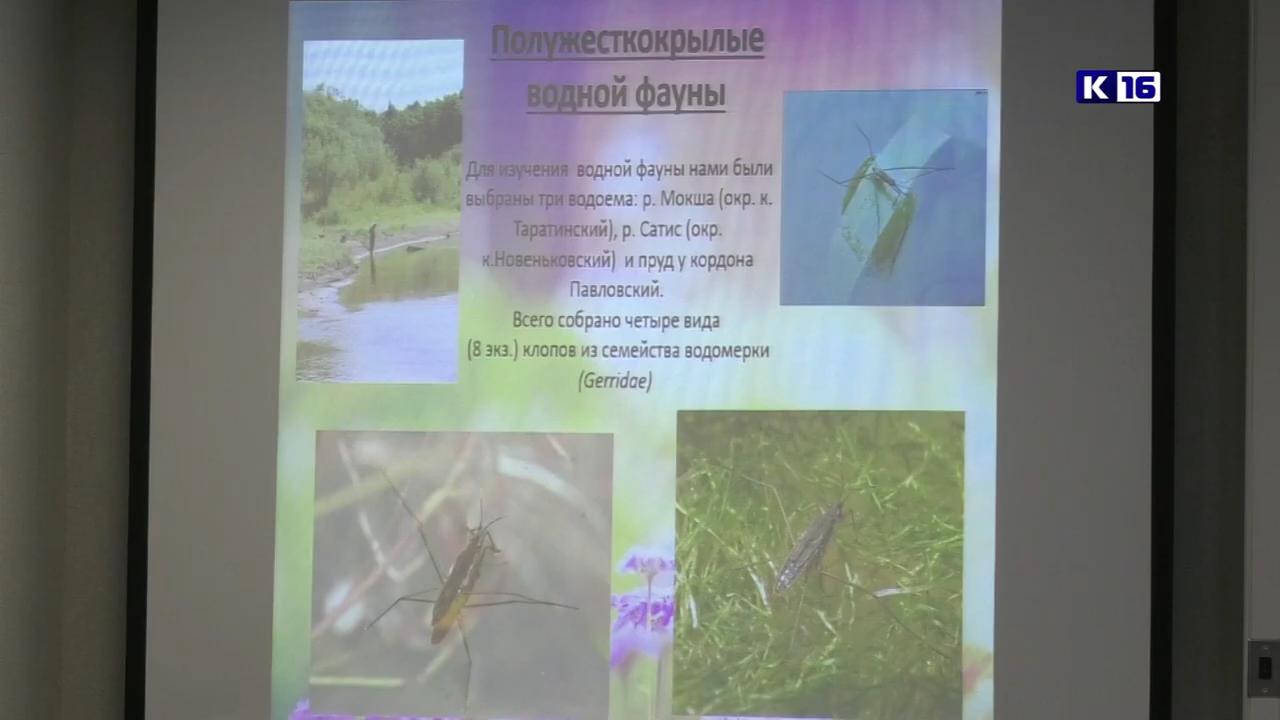 Полужесткокрылые
водной фауны
К 16
Для изучения водной фауны нами были
выбраны три водоема: р. Мокша (окр. к.
Таратинский), р. Сатис (окр.
к.Новеньковский) и пруд у кордона
Павловский.
Всего собрано четыре вида
(8 экз.) клопов из семейства водомерки
(Gerridae)